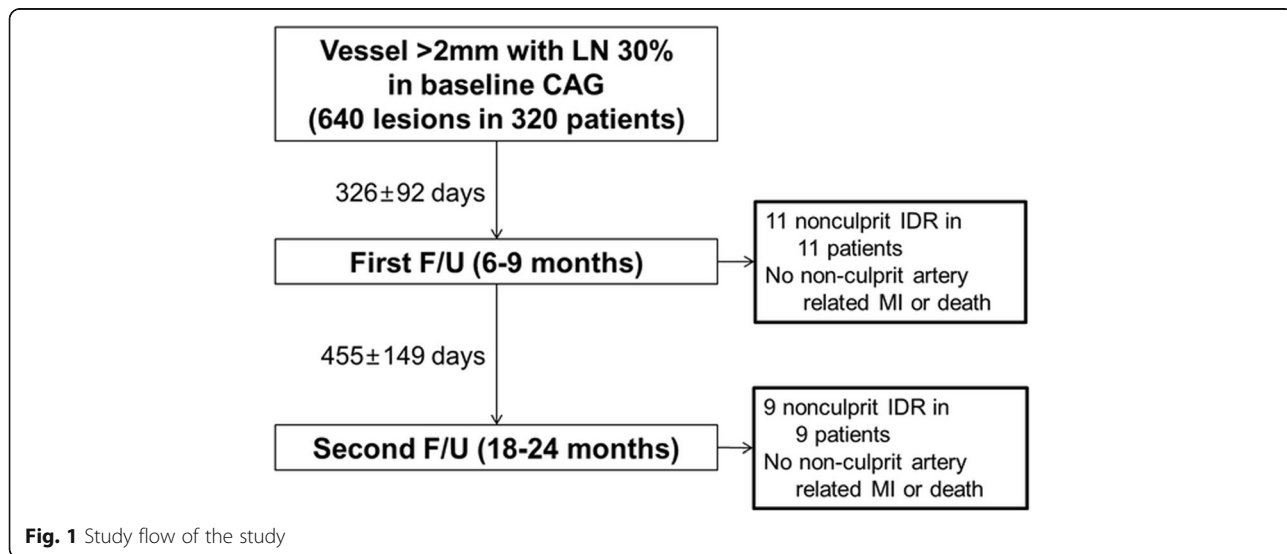 Vessel >2mm with LN 30%
in baseline CAG
(640 lesions in 320 patients)
326±92 days
First F/U (6-9 months)
11 nonculprit IDR in
11 patients
No non-culprit artery
related MI or death
455±149 days
Second F/U (18-24 months)
9 nonculprit IDR in
9 patients
No non-culprit artery
related MI or death
Fig. 1 Study flow of the study